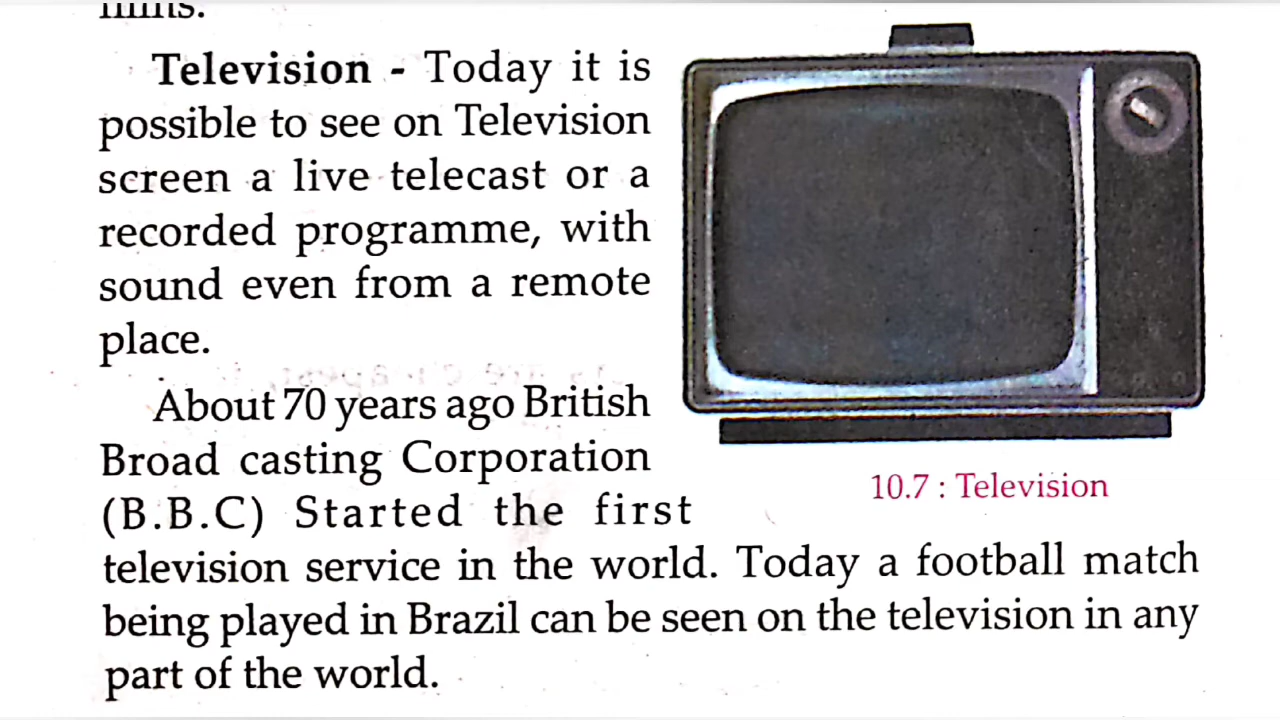 Television - Today it is
possible to see on Television
screen a live telecast or a
recorded programme, with
sound even from a remote
place.
About 70 years ago British
Broad casting Corporation
(B.B.C) Started the first
television service in the world. Today a football match
being played in Brazil can be seen on the television in any
part of the world.
10.7 : Television